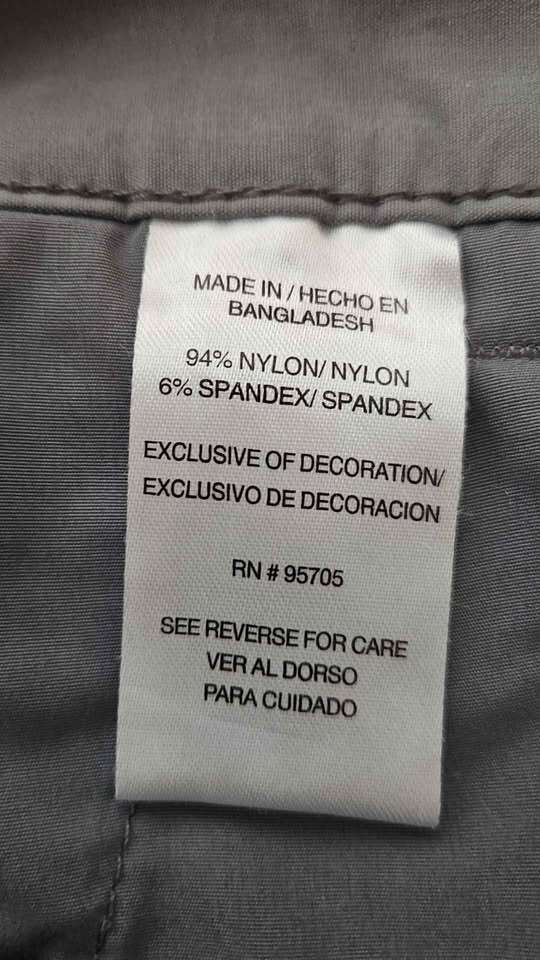 MADE IN / HECHO EN
BANGLADESH
94% NYLON/ NYLON
6% SPANDEX/ SPANDEX
EXCLUSIVE OF DECORATION/
EXCLUSIVO DE DECORACION
RN # 95705
SEE REVERSE FOR CARE
VER AL DORSO
PARA CUIDADO